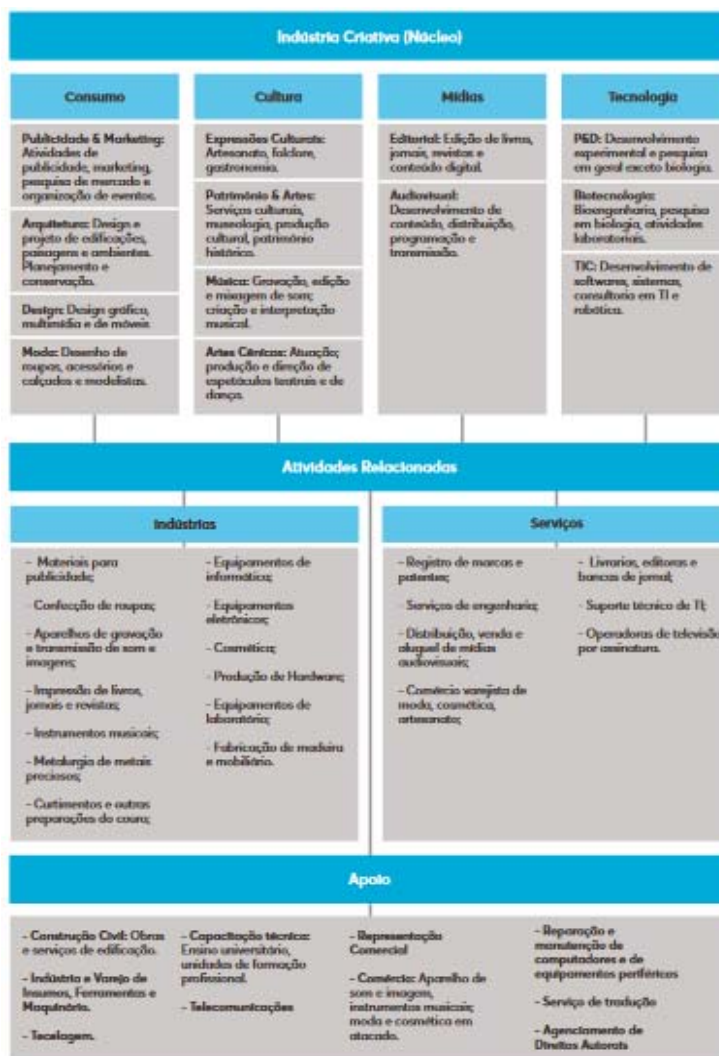 Indústria Criativa (Núcleo)
Consumo
Publicidade & Marketing:
Atividades de
publicidade, marketing,
pesquisa de mercado e
organização de eventos.
Arquitetura: Design e
projeto de edificações,
paisagens e ambientes.
Planejamento e
conservação.
Design: Design gráfico,
multimídia e de móveis.
Moda: Desenho de
roupas, acessórios e
calçados e modelistas.
Cultura
Expressões Culturais:
Artesanato, folclore,
gastronomia.
Patrimônio & Artes:
Serviços culturais,
museologia, produção
cultural, patrimônio
histórico.
Música: Gravação, edição
e mixagem de som;
criação e interpretação
musical.
Artes Cênicas: Atuação;
produção e direção de
espetáculos teatrais e de
dança.
Mídias
Editorial: Edição de livros,
jornais, revistas e
conteúdo digital.
Audiovisual:
Desenvolvimento de
conteúdo, distribuição,
programação e
transmissão.
Tecnologia
P&D: Desenvolvimento
experimental e pesquisa
em geral exceto biologia.
Biotecnologia:
Bioengenharia, pesquisa
em biologia, atividades
laboratoriais.
TIC: Desenvolvimento de
softwares, sistemas,
consultoria em TI e
robótica.
Atividades Relacionadas
Indústrias
- Materiais para
publicidade;
- Confecção de roupas;
- Aparelhos de gravação
e transmissão de som e
imagens;
- Impressão de livros,
jornais e revistas;
- Instrumentos musicais;
- Metalurgia de metais
preciosos;
- Curtimentos e outras
preparações do couro;
- Equipamentos de
informática;
- Equipamentos
eletrônicos;
- Cosmética;
- Produção de Hardware;
- Equipamentos de
laboratório;
- Fabricação de madeira
e mobiliário.
Serviços
- Registro de marcas e
patentes;
- Serviços de engenharia;
- Distribuição, venda e
aluguel de mídias
audiovisuais;
- Comércio varejista de
moda, cosmética,
artesanato;
- Livrarias, editoras e
bancas de jornal;
- Suporte técnico de TI;
- Operadoras de televisão
por assinatura.
Apoio
- Construção Civil: Obras
e serviços de edificação.
- Indústria e Varejo de
Insumos, Ferramentas e
Maquinário.
- Tecelagem.
- Capacitação técnica:
Ensino universitário,
unidades de formação
profissional.
- Telecomunicações
- Representação
Comercial
- Comércio: Aparelho de
som e imagem,
instrumentos musicais;
moda e cosmética em
atacado.
- Reparação e
manutenção de
computadores e de
equipamentos periféricos
- Serviço de tradução
- Agenciamento de
Direitos Autorais